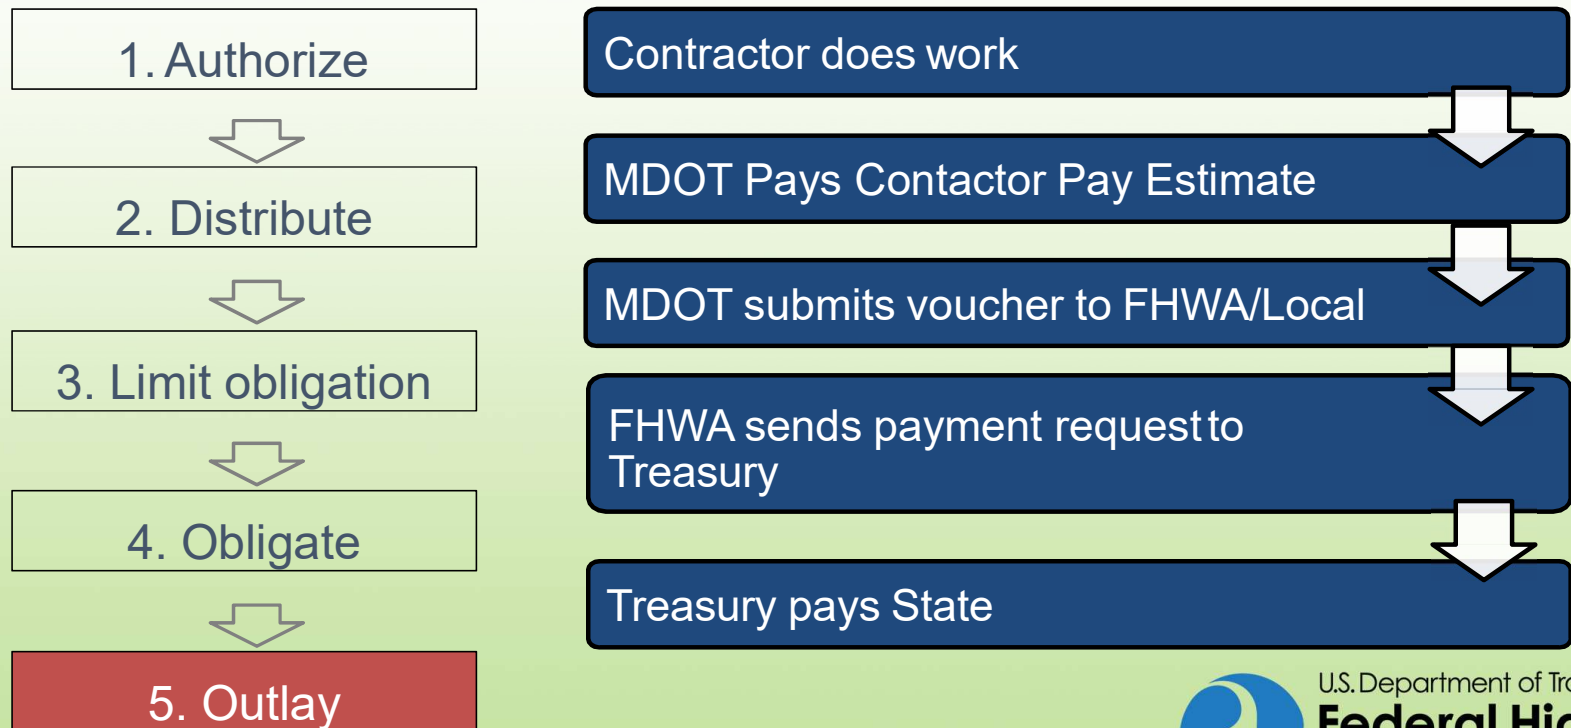 1. Authorize
2. Distribute
3. Limit obligation
4. Obligate
5. Outlay
Contractor does work
MDOT Pays Contactor Pay Estimate
MDOT submits voucher to FHWA/Local
FHWA sends payment request to
Treasury
Treasury pays State
U.S. Department of
Federal